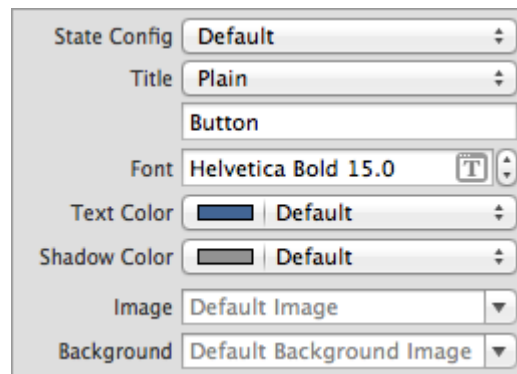 State Config Default
Title Plain
Button
Font Helvetica Bold 15.0 T
Text Color Default
Shadow Color Default
Image Default Image
Background Default Background Image